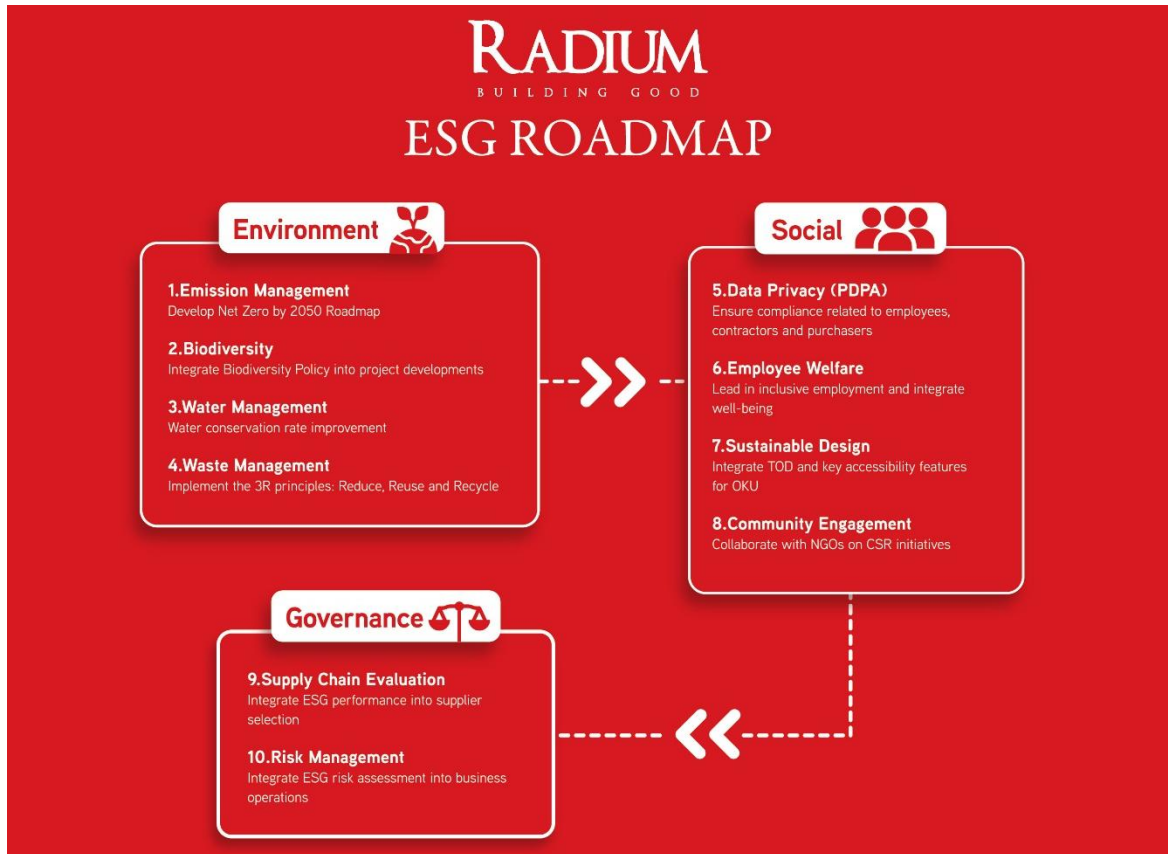 RADIUM
BUILDING GOOD
ESG ROADMAP
Environment
1.Emission Management
Develop Net Zero by 2050 Roadmap
2.Biodiversity
Integrate Biodiversity Policy into project developments
3.Water Management
Water conservation rate improvement
4.Waste Management
Implement the 3R principles: Reduce, Reuse and Recycle
Social
5.Data Privacy (PDPA)
Ensure compliance related to employees,
contractors and purchasers
6.Employee Welfare
Lead in inclusive employment and integrate
well-being
7.Sustainable Design
Integrate TOD and key accessibility features
for OKU
8.Community Engagement
Collaborate with NGOs on CSR initiatives
Governance
9.Supply Chain Evaluation
Integrate ESG performance into supplier
selection
10.Risk Management
Integrate ESG risk assessment into business
operations